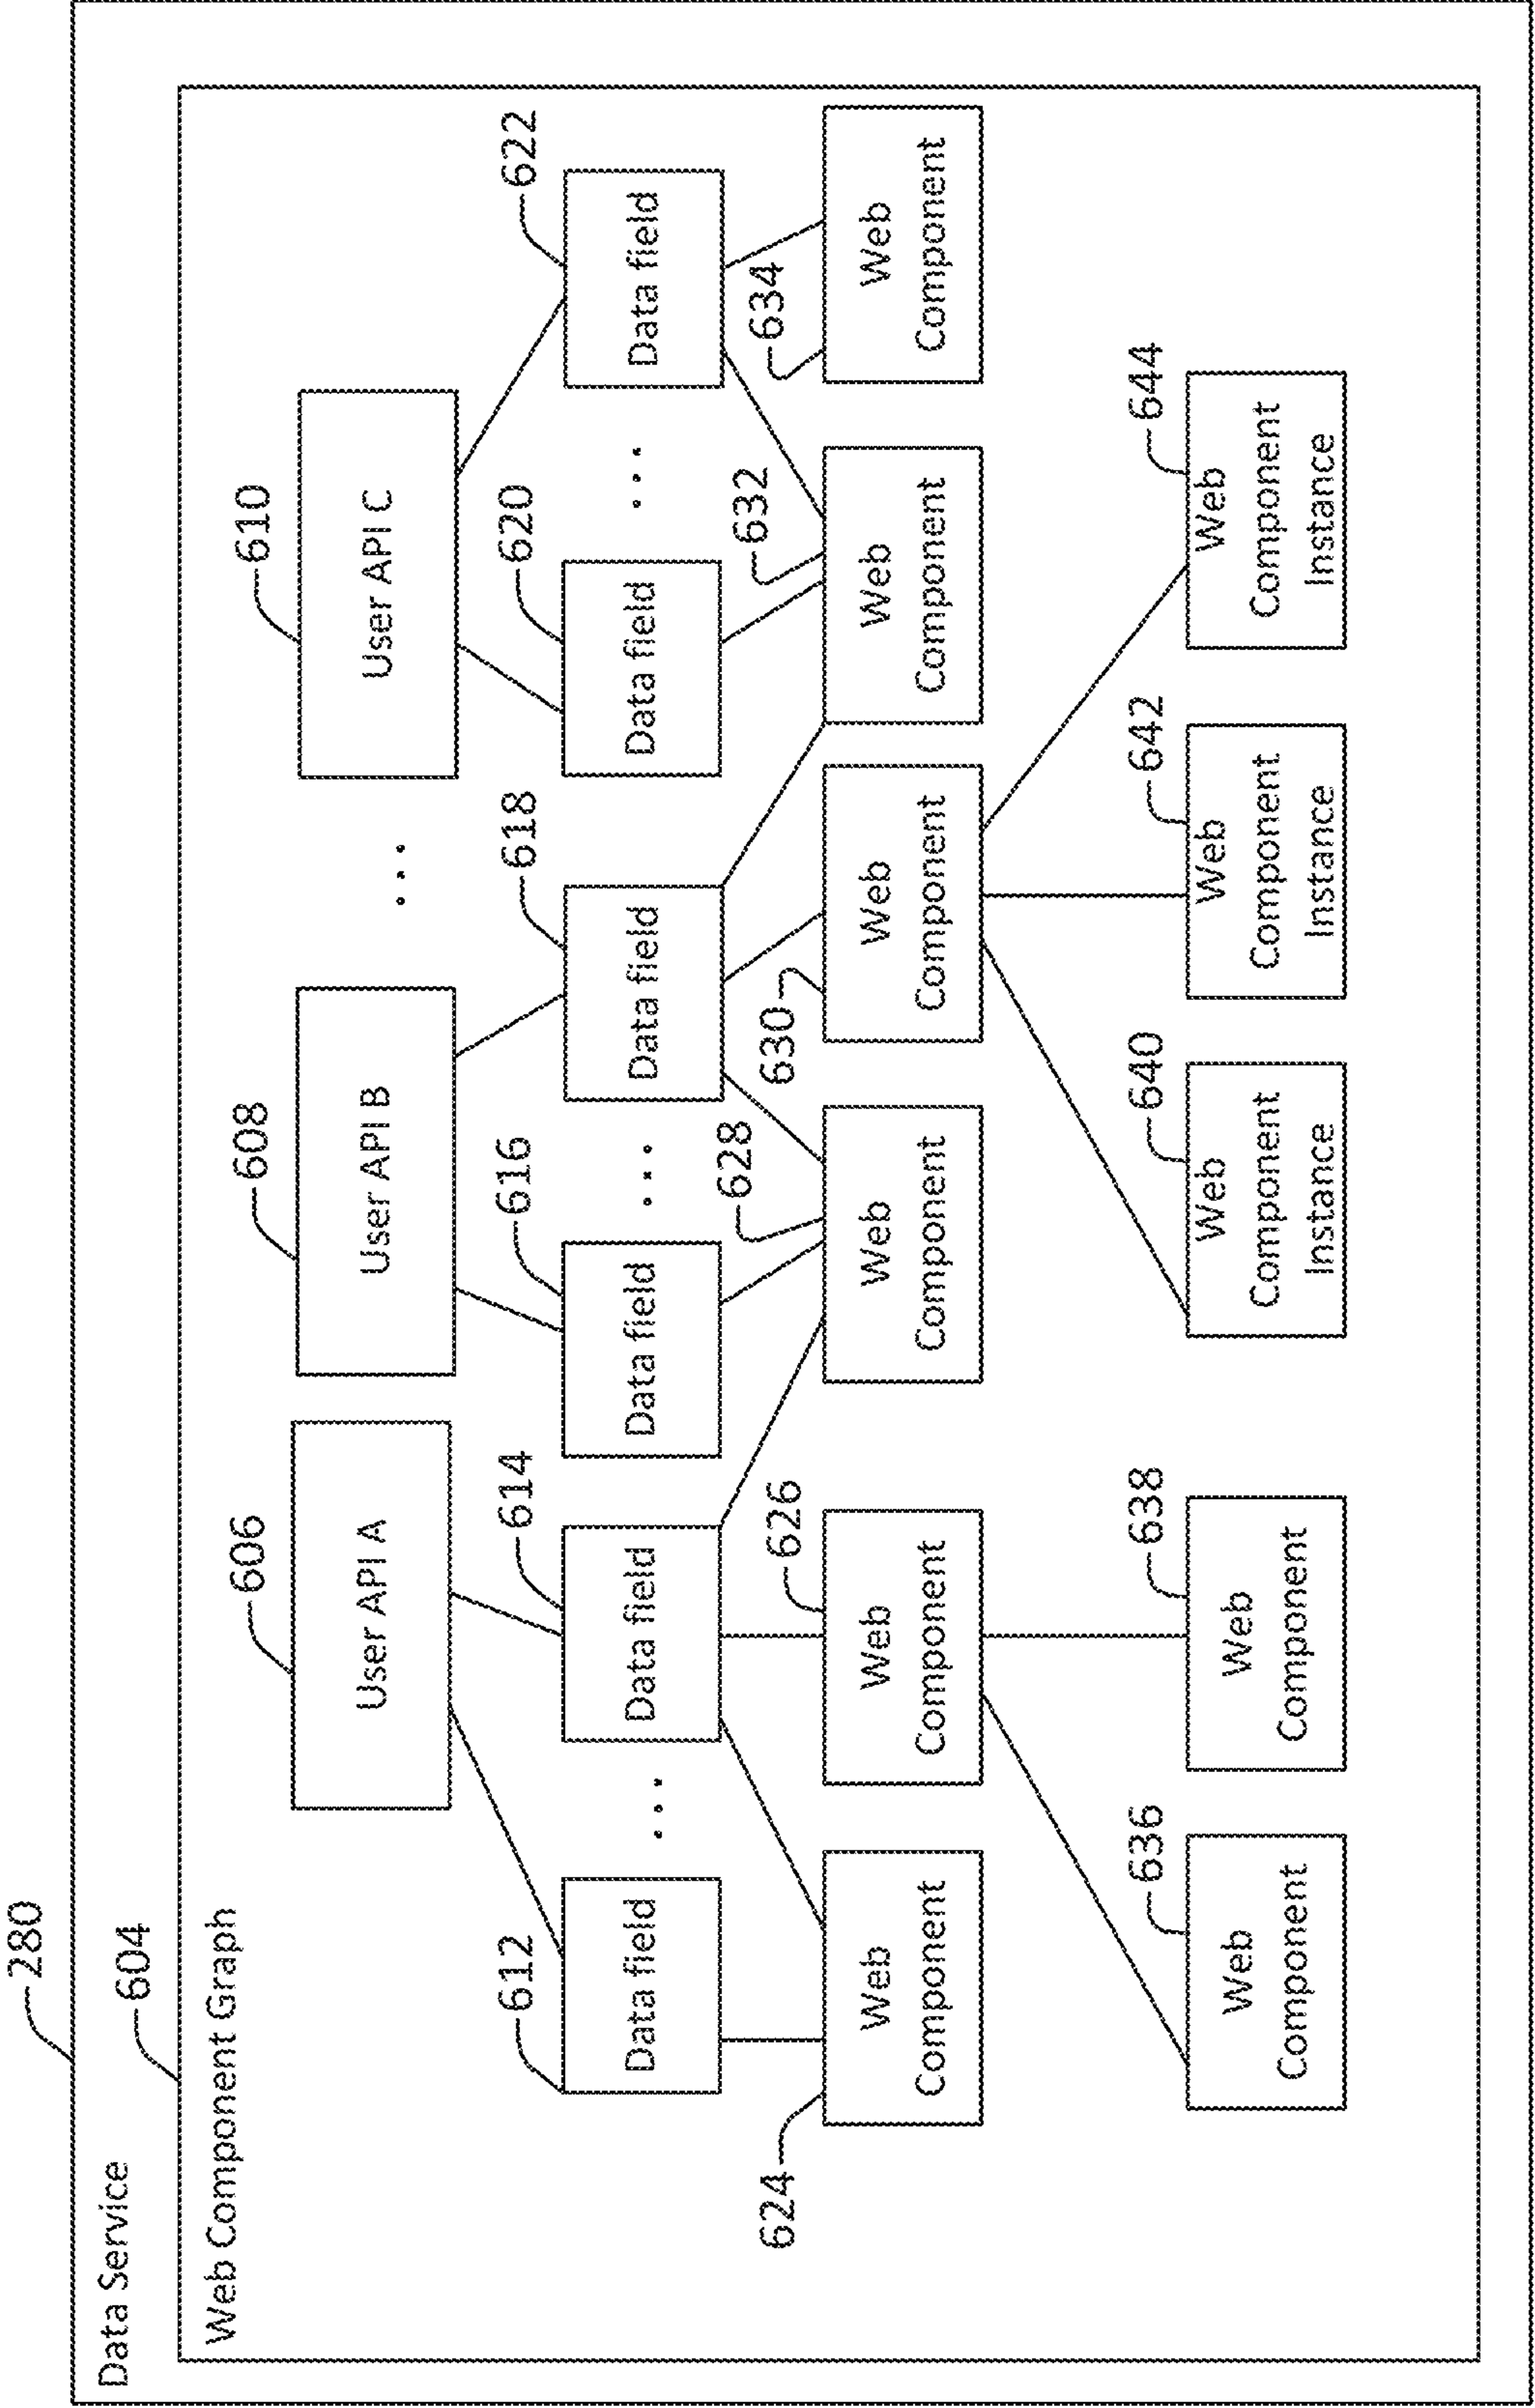 280
Data Service
604
Web Component Graph
606
User API A
608
User API B
...
610
User API C
612
Data field
...
614
Data field
616
Data field
...
618
Data field
620
Data field
...
622
Data field
624
Web
Component
626
Web
Component
628
Web
Component
630
Web
Component
632
Web
Component
634
Web
Component
636
Web
Component
638
Web
Component
640
Web
Component
Instance
642
Web
Component
Instance
644
Web
Component
Instance